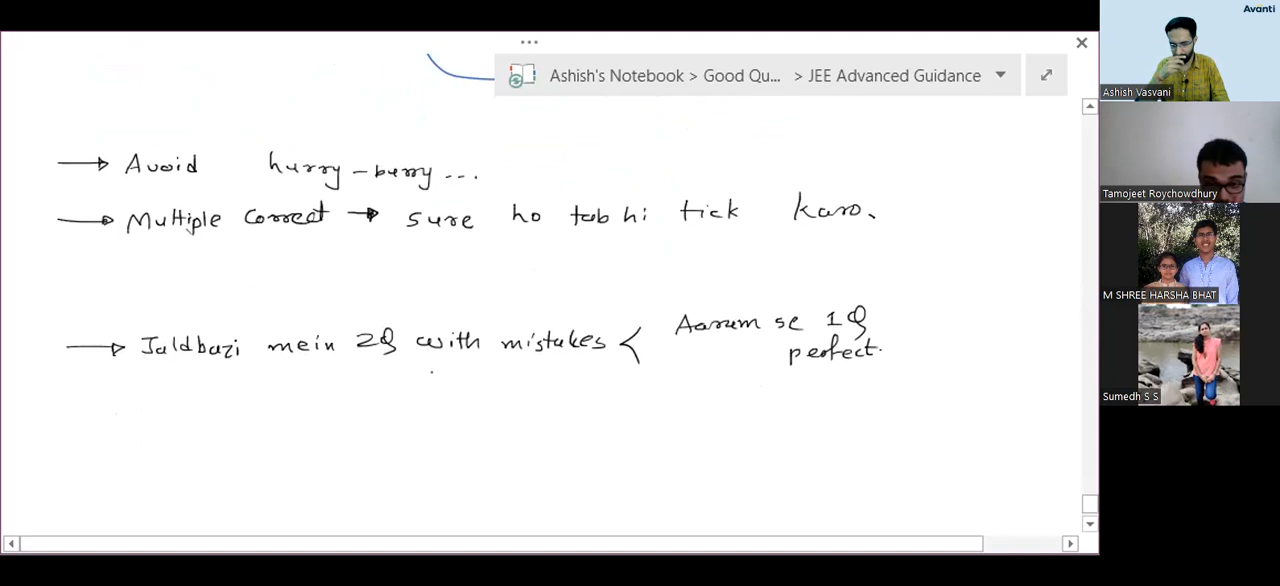 Avanti
...
Ashish's Notebook > Good Qu... > JEE Advanced Guidance
Ashish Vasvani
→ Avoid hurry-berry...
Tamojeet Roychowdhury
→ Multiple correct → sure ho tab hi tick karo.
M SHREE HARSHA BHAT
→ Jaldbazi mein 2Q with mistakes < Aaram se 1Q
perfect.
Sumedh S S